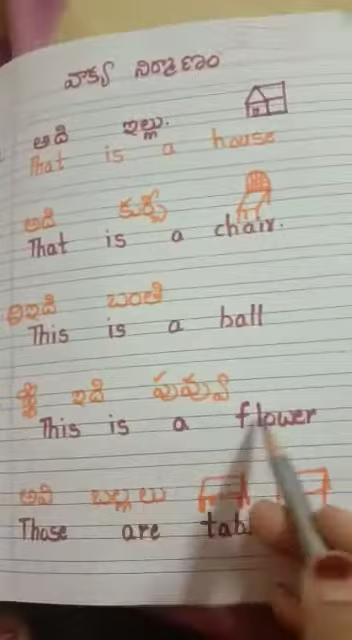 వాక్య నిర్మాణం
అది ఇల్లు.
That is a house
అది కుర్చీ
That is a chair.
ఇది బంతి
This is a ball
ఇది పువ్వు
This is a flower
అవి బల్లలు
Those are